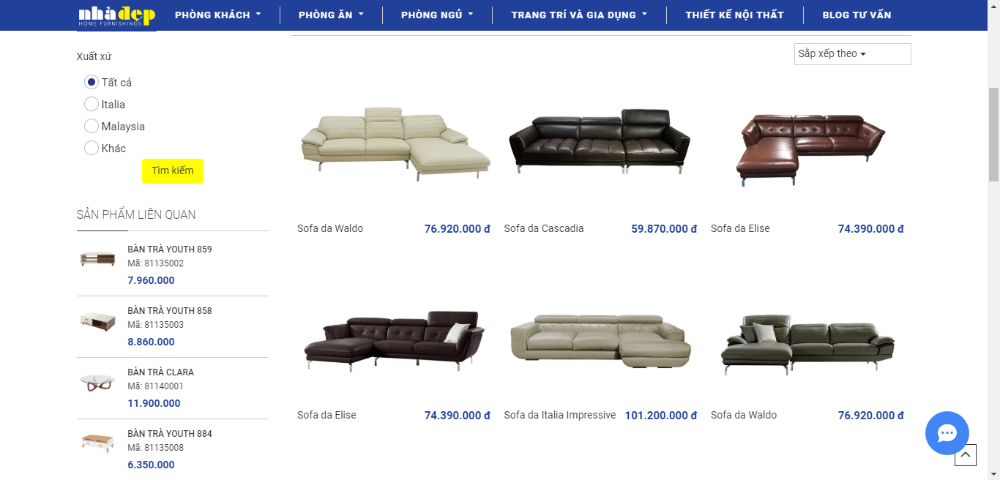 nhàđẹp
HOME FURNISHINGS
PHÒNG KHÁCH
PHÒNG ĂN
PHÒNG NGỦ
TRANG TRÍ VÀ GIA DỤNG
THIẾT KẾ NỘI THẤT
BLOG TƯ VẤN
Xuất xứ
Tất cả
Italia
Malaysia
Khác
Tìm kiếm
SẢN PHẨM LIÊN QUAN
BÀN TRÀ YOUTH 859
Mã: 81135002
7.960.000
BÀN TRÀ YOUTH 858
Mã: 81135003
8.860.000
BÀN TRÀ CLARA
Mã: 81140001
11.900.000
BÀN TRÀ YOUTH 884
Mã: 81135008
6.350.000
Sắp xếp theo
Sofa da Waldo 76.920.000 đ
Sofa da Cascadia 59.870.000 đ
Sofa da Elise 74.390.000 đ
Sofa da Elise 74.390.000 đ
Sofa da Italia Impressive 101.200.000 đ
Sofa da Waldo 76.920.000 đ